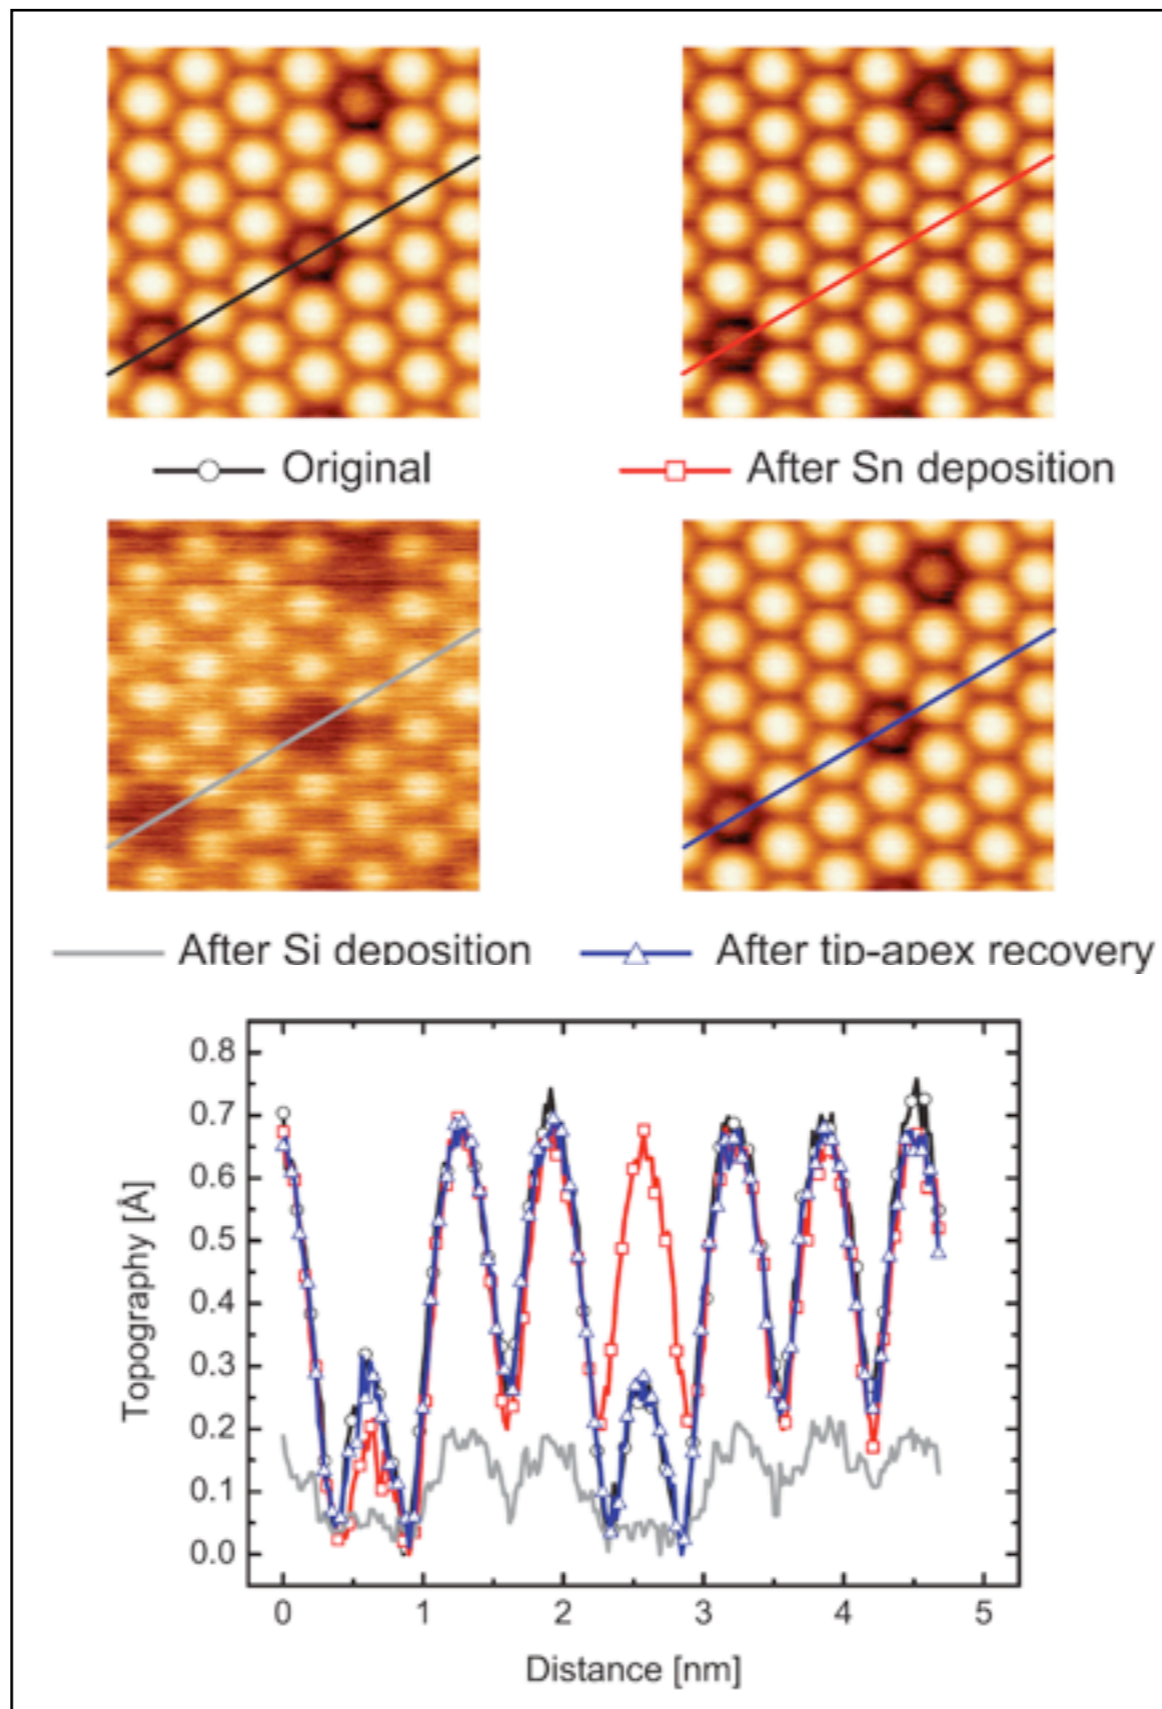 Original
After Sn deposition
After Si deposition
After tip-apex recovery
0.8
0.7
0.6
0.5
0.4
0.3
0.2
0.1
0.0
Topography [Å]
0 1 2 3 4 5
Distance [nm]